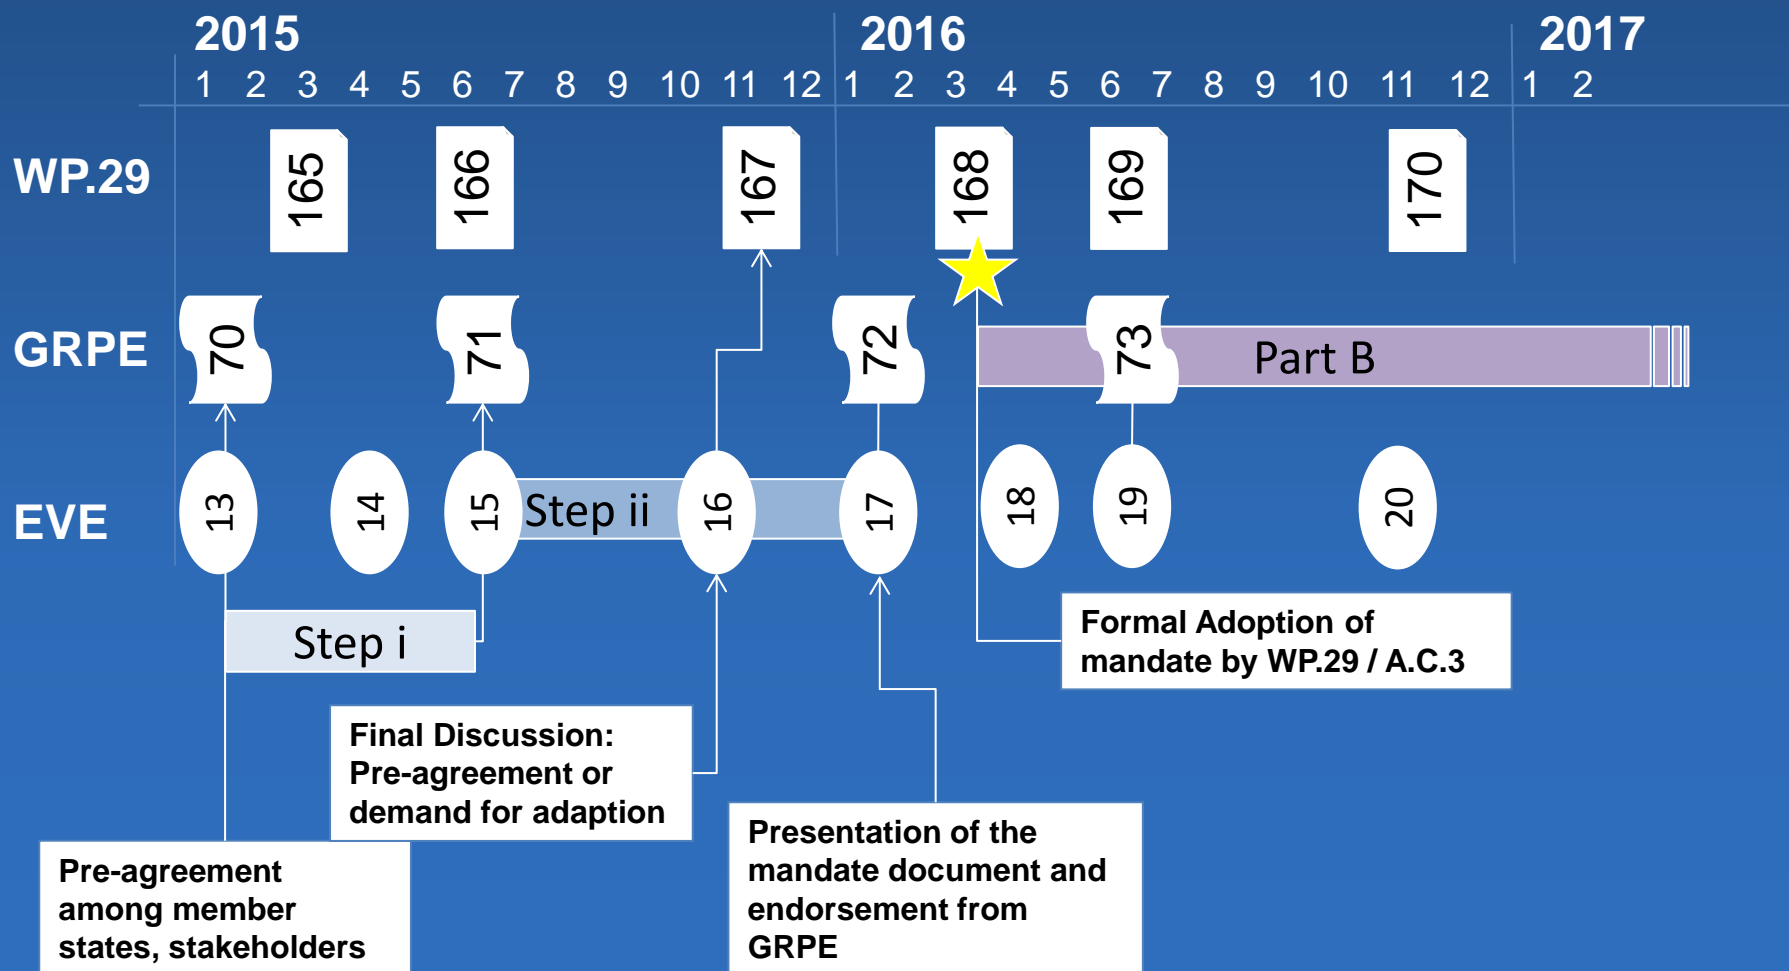 2015 2016 2017
1 2 3 4 5 6 7 8 9 10 11 12 1 2 3 4 5 6 7 8 9 10 11 12 1 2
WP.29 165 166 167 168 169 170
GRPE 70 71 72 73 Part B
EVE 13 14 15 Step ii 16 17 18 19 20
Step i
Formal Adoption of
mandate by WP.29 / A.C.3
Final Discussion:
Pre-agreement or
demand for adaption
Presentation of the
mandate document and
endorsement from
GRPE
Pre-agreement
among member
states, stakeholders